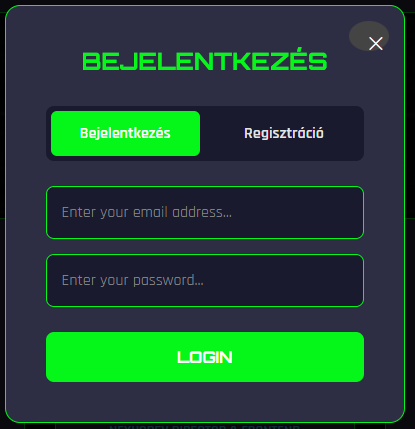 BEJELENTKEZÉS
Bejelentkezés
Regisztráció
Enter your email address...
Enter your password...
LOGIN